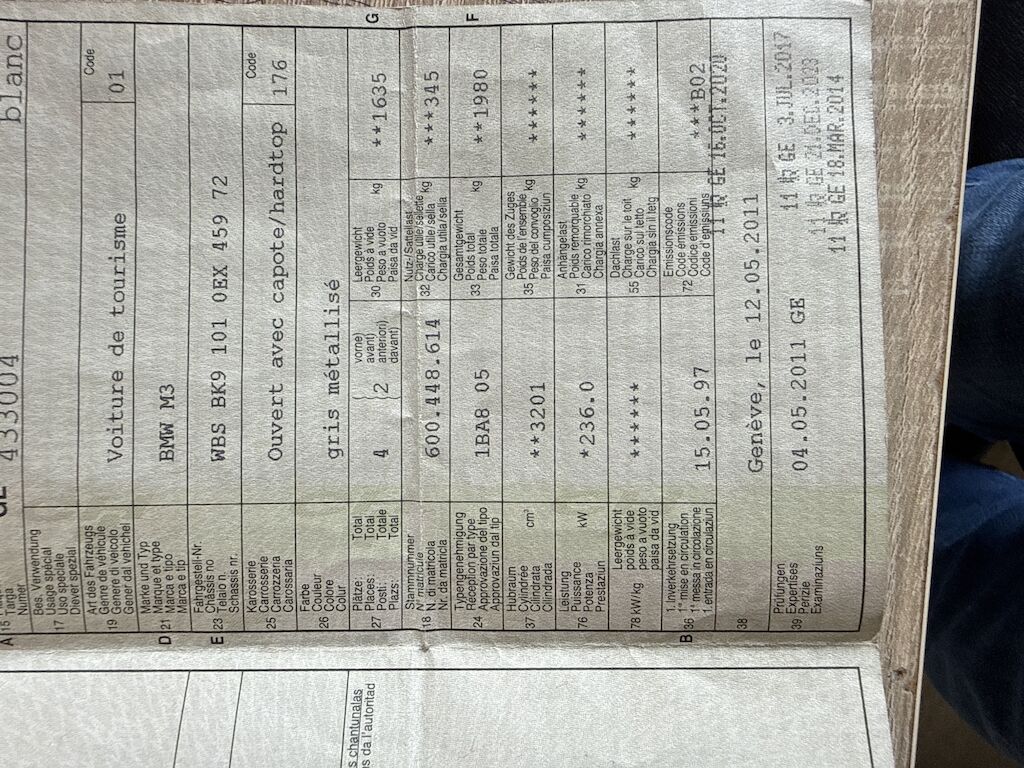 A 15
Targa
Numer
GE 433004
blanc
17
Bes. Verwendung
Usage spécial
Uso speciale
Diever spezial
19
Art des Fahrzeugs
Genre de véhicule
Genere di veicolo
Gener dal vehichel
Voiture de tourisme
Code
01
D 21
Marke und Typ
Marque et type
Marca e tipo
Marca e tip
BMW M3
E 23
Fahrgestell-Nr.
Châssis no
Telaio n.
Schassis nr.
WBS BK9 101 0EX 459 72
25
Karosserie
Carrosserie
Carrozzeria
Carossaria
Ouvert avec capote/hardtop
Code
176
26
Farbe
Couleur
Colore
Colur
gris métallisé
27
Plätze: Total
Places: Total
Posti: Totale
Plazs: Total
4
2
vorne)
avant)
anteriori)
davant)
30
Leergewicht
Poids à vide
Peso a vuoto
Paisa da vid
kg
**1635
G
18
Stammnummer
N° matricule
N. di matricola
Nr. da matricla
600.448.614
32
Nutz-/Sattellast
Charge utile/sellette
Carico utile/sella
Chargia utila/sella
kg
***345
24
Typengenehmigung
Réception par type
Approvazione del tipo
Approvaziun dal tip
1BA8 05
33
Gesamtgewicht
Poids total
Peso totale
Paisa totala
kg
**1980
F
37
Hubraum
Cylindrée
Cilindrata
Cilindrada
cm³
**3201
35
Gewicht des Zuges
Poids de l'ensemble
Peso del convoglio
Paisa cumposiziun
kg
******
76
Leistung
Puissance
Potenza
Prestaziun
kW
*236.0
31
Anhängelast
Poids remorquable
Carico rimorchiato
Chargia annexa
kg
******
78 kW/kg
Leergewicht
poids à vide
peso a vuoto
paisa da vid
******
55
Dachlast
Charge sur le toit
Carico sul tetto
Chargia sin il tetg
kg
******
B 36
1. Inverkehrsetzung
1re mise en circulation
1a messa in circolazione
1. entrada en circulaziun
15.05.97
72
Emissionscode
Code émissions
Codice emissioni
Code d'emissiuns
***B02
38
Genève, le 12.05.2011
GE 16.OCT.2020
39
Prüfungen
Expertises
Perizie
Examinaziuns
04.05.2011 GE
GE 3.JUL.2017
GE 21.DEC.2023
GE 18.MAR.2014
s chantunalas
s da l'autoritad